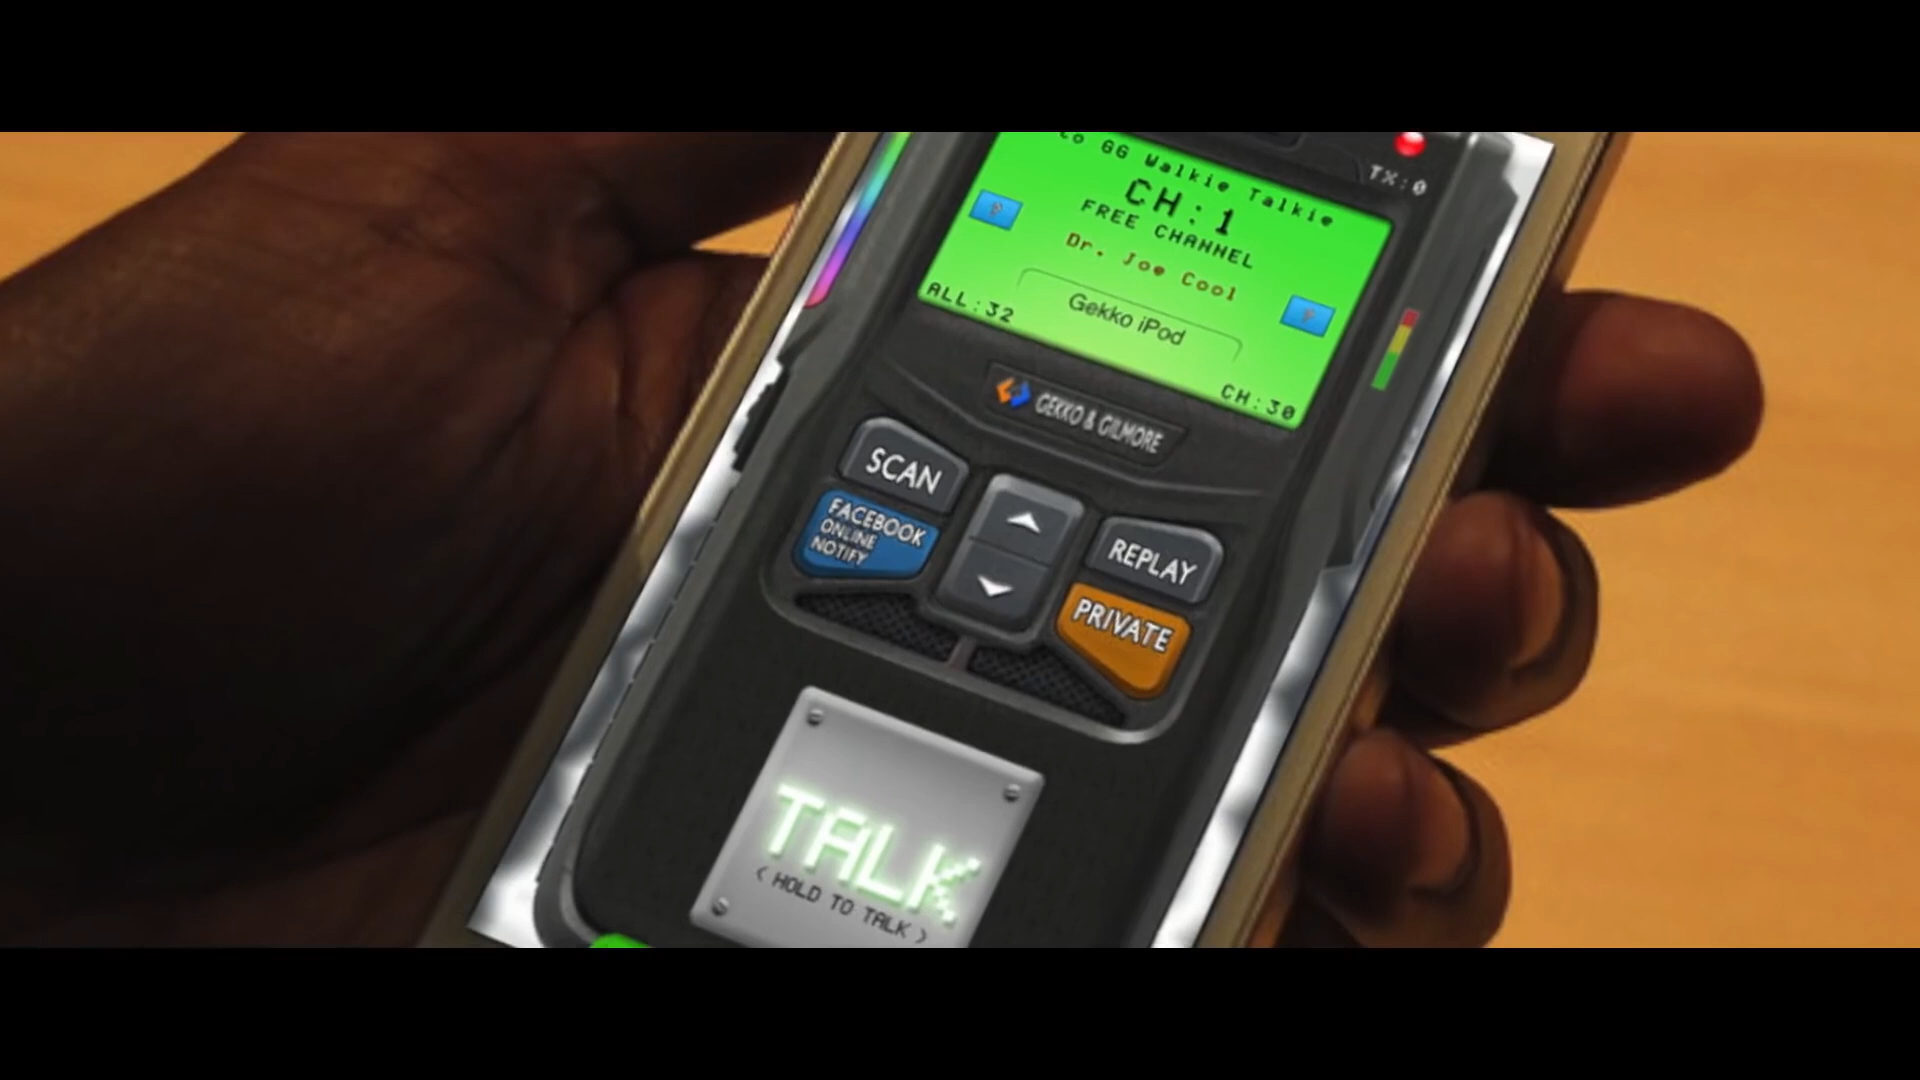 to GG Walkie Talkie
TX:0
CH:1
FREE CHANNEL
Dr. Joe Cool
ALL:32
Gekko iPod
CH:30
GEKKO & GILMORE
SCAN
FACEBOOK
ONLINE
NOTIFY
REPLAY
PRIVATE
TALK
< HOLD TO TALK >